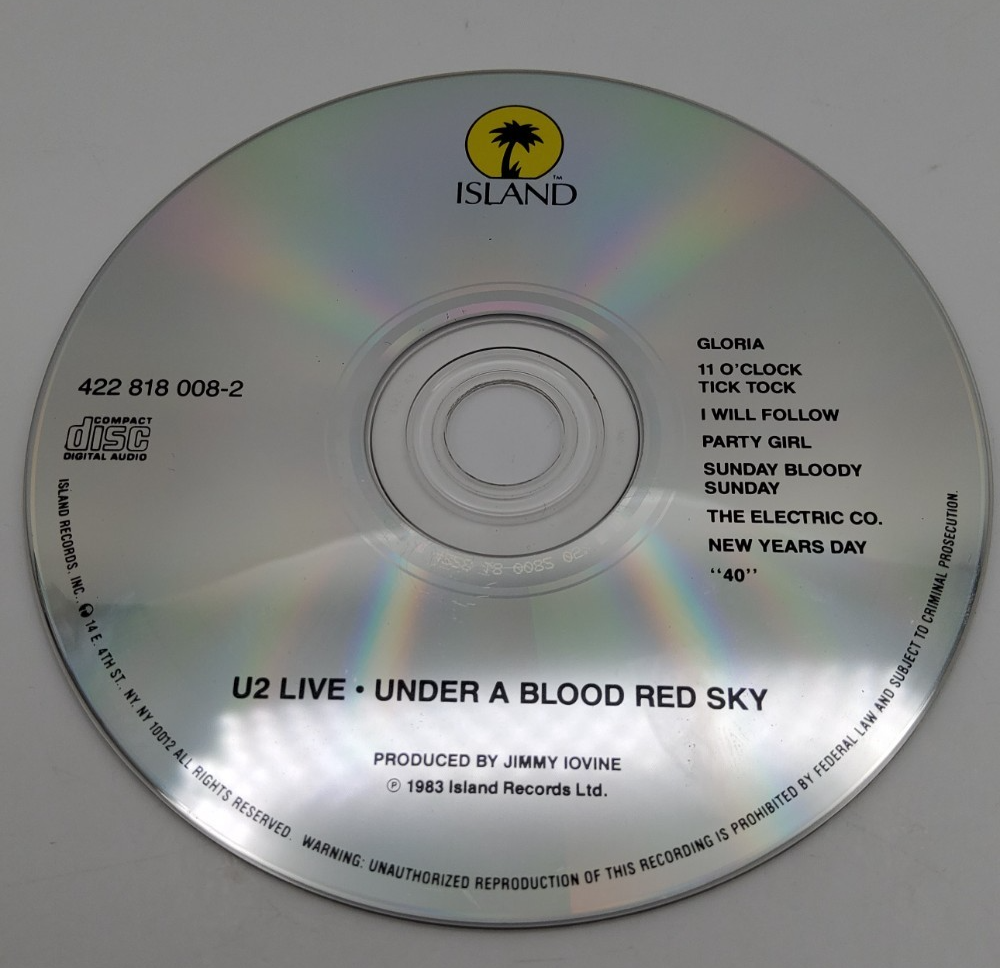 ISLAND™
GLORIA
11 O'CLOCK
TICK TOCK
I WILL FOLLOW
PARTY GIRL
SUNDAY BLOODY
SUNDAY
THE ELECTRIC CO.
NEW YEARS DAY
"40"
422 818 008-2
COMPACT
disc
DIGITAL AUDIO
U2 LIVE • UNDER A BLOOD RED SKY
PRODUCED BY JIMMY IOVINE
℗ 1983 Island Records Ltd.
ISLAND RECORDS, INC., 14 E. 4TH ST., NY, NY 10012 ALL RIGHTS RESERVED. WARNING: UNAUTHORIZED REPRODUCTION OF THIS RECORDING IS PROHIBITED BY FEDERAL LAW AND SUBJECT TO CRIMINAL PROSECUTION.